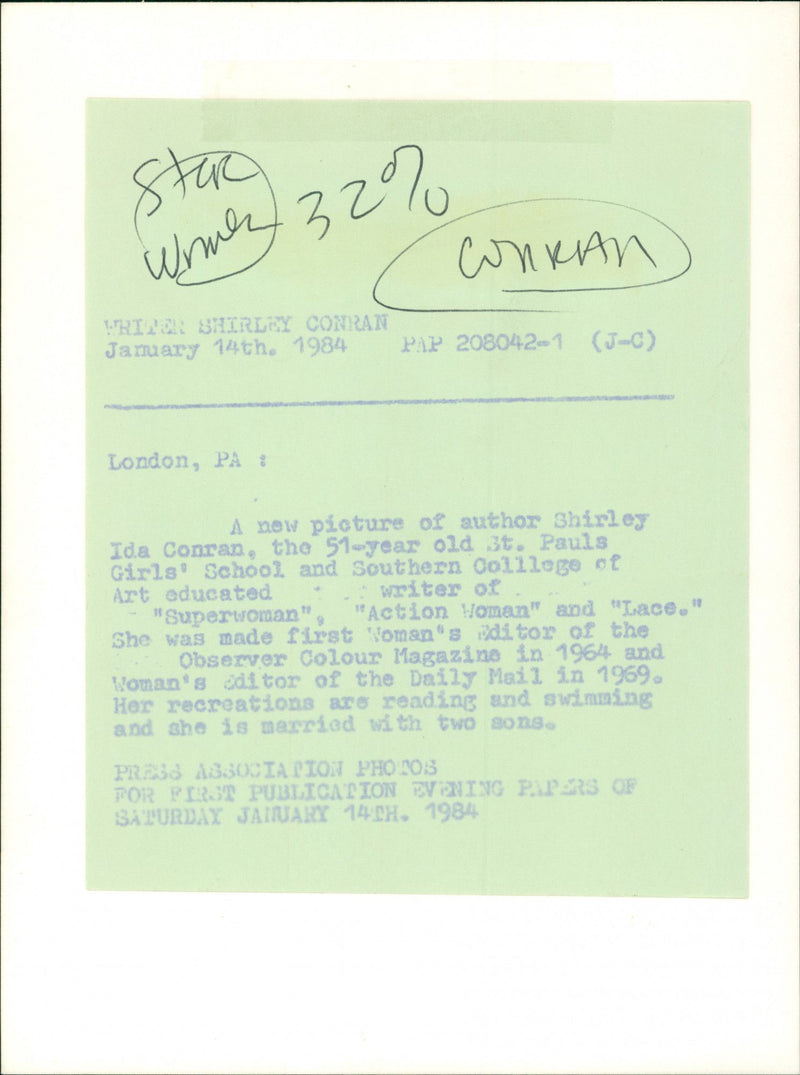 Star
Women
32%
CONRAN
WRITER SHIRLEY CONRAN
January 14th. 1984 PAP 208042-1 (J-C)
London, PA :
A new picture of author Shirley
Ida Conran, the 51-year old St. Pauls
Girls' School and Southern Colllege of
Art educated writer of
"Superwoman", "Action Woman" and "Lace."
She was made first Woman's Editor of the
Observer Colour Magazine in 1964 and
Woman's Editor of the Daily Mail in 1969.
Her recreations are reading and swimming
and she is married with two sons.
PRESS ASSOCIATION PHOTOS
FOR FIRST PUBLICATION EVENING PAPERS OF
SATURDAY JANUARY 14TH. 1984